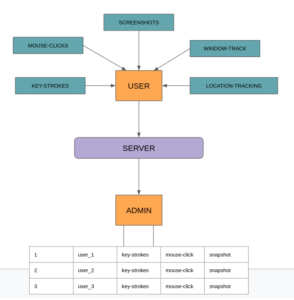 SCREENSHOTS
MOUSE-CLICKS
WINDOW-TRACK
KEY-STROKES
USER
LOCATION-TRACKING
SERVER
ADMIN
1 user_1 key-strokes mouse-click snapshot
2 user_2 key-strokes mouse-click snapshot
3 user_3 key-strokes mouse-click snapshot